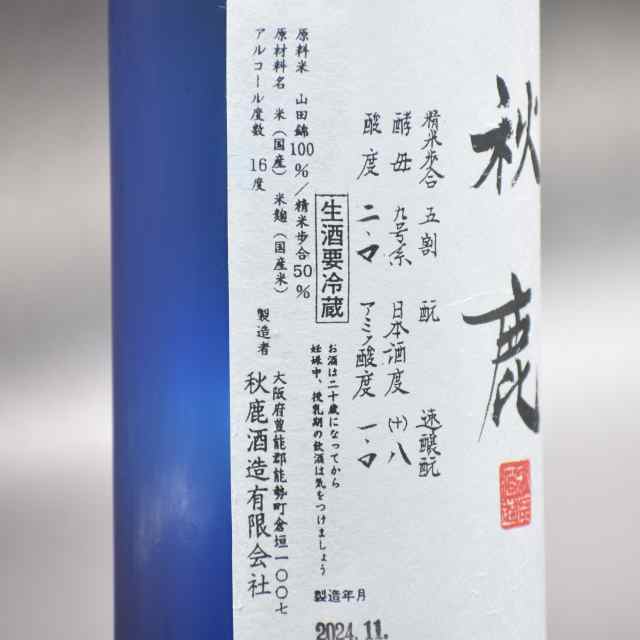 秋鹿
精米歩合 五割 酛 速醸酛
酵母 九号系 日本酒度 (+)八
酸度 二、〇 アミノ酸度 一、〇
生酒要冷蔵
お酒は二十歳になってから
妊娠中、授乳期の飲酒は気をつけましょう
製造年月
2024.11.
原料米 山田錦100%/精米歩合50%
原材料名 米(国産) 米麹(国産米)
アルコール度数 16度
製造者
大阪府豊能郡能勢町倉垣一〇〇七
秋鹿酒造有限会社